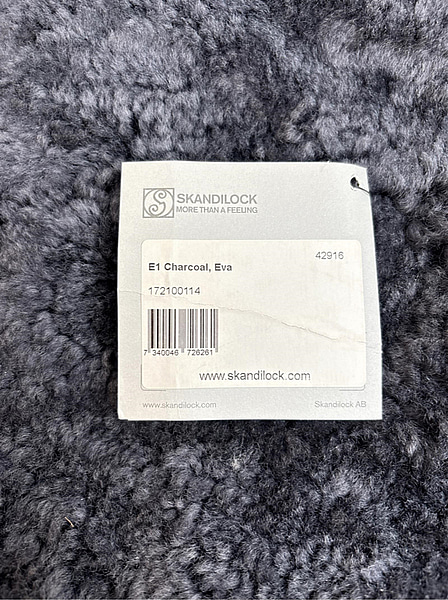 SKANDILOCK
MORE THAN A FEELING
42916
E1 Charcoal, Eva
172100114
7 340046 726261
www.skandilock.com
www.skandilock.com Skandilock AB